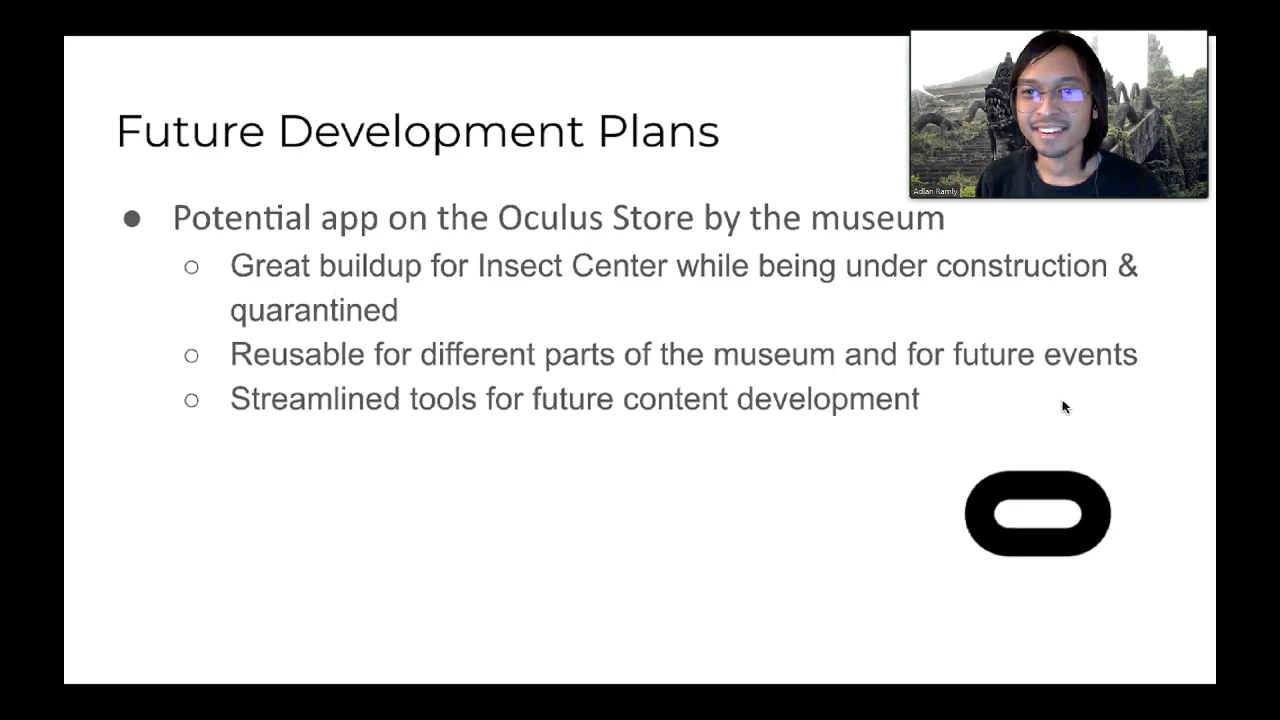 Future Development Plans
Adlan Ramly
● Potential app on the Oculus Store by the museum
○ Great buildup for Insect Center while being under construction &
quarantined
○ Reusable for different parts of the museum and for future events
○ Streamlined tools for future content development